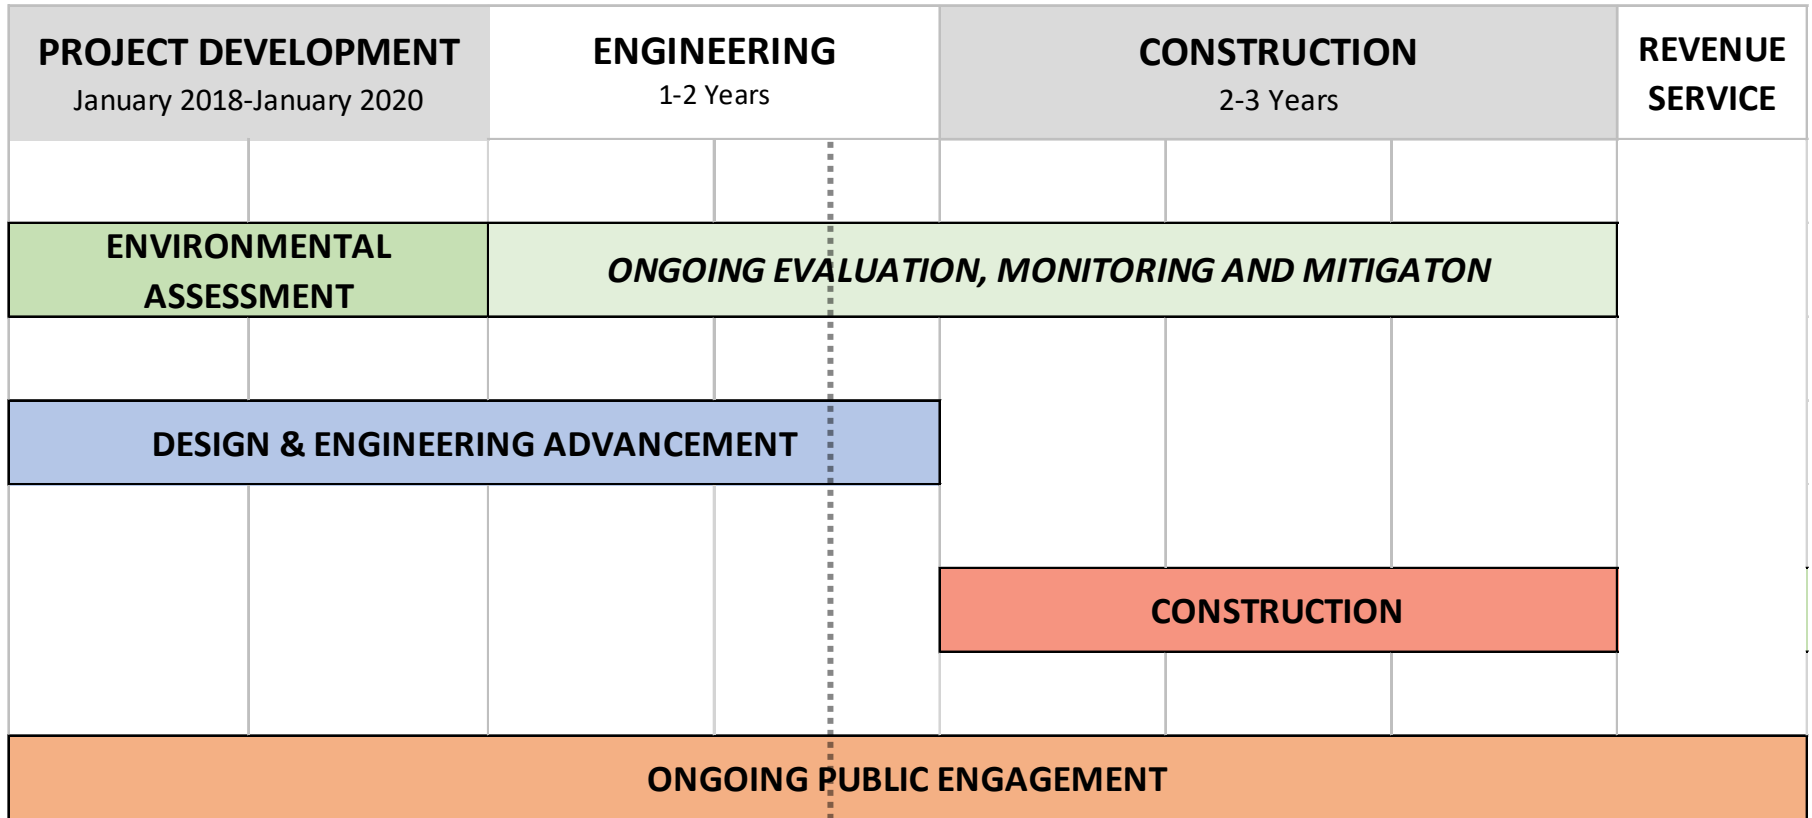 PROJECT DEVELOPMENT
January 2018-January 2020
ENGINEERING
1-2 Years
CONSTRUCTION
2-3 Years
REVENUE
SERVICE
ENVIRONMENTAL
ASSESSMENT
ONGOING EVALUATION, MONITORING AND MITIGATON
DESIGN & ENGINEERING ADVANCEMENT
CONSTRUCTION
ONGOING PUBLIC ENGAGEMENT